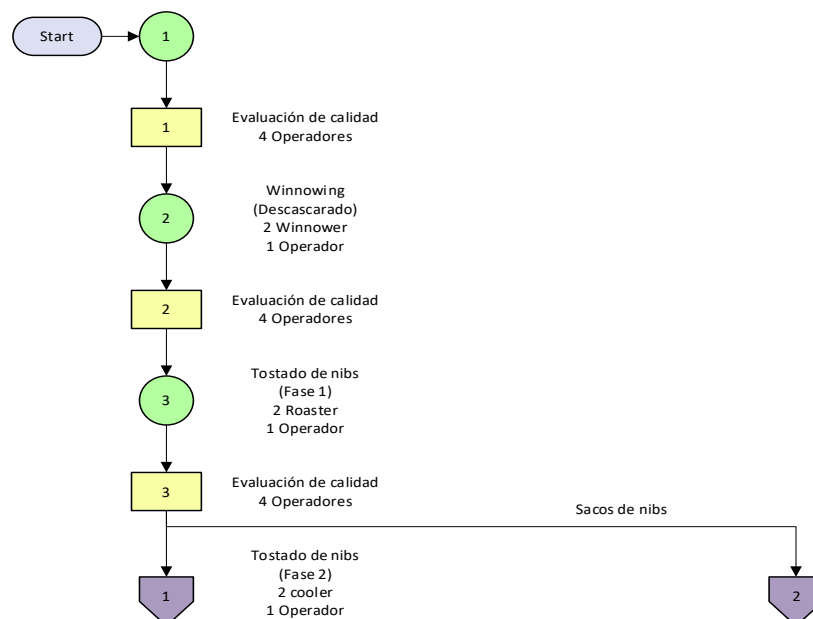 Start
1
1
Evaluación de calidad
4 Operadores
2
Winnowing
(Descascarado)
2 Winnower
1 Operador
2
Evaluación de calidad
4 Operadores
3
Tostado de nibs
(Fase 1)
2 Roaster
1 Operador
3
Evaluación de calidad
4 Operadores
Sacos de nibs
1
Tostado de nibs
(Fase 2)
2 cooler
1 Operador
2